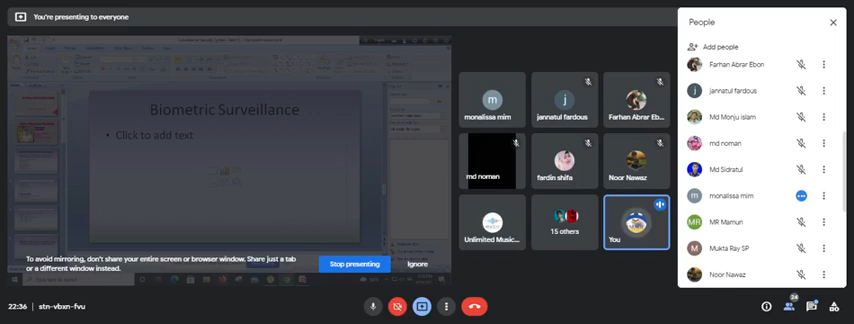 You're presenting to everyone
Biometric Surveillance
• Click to add text
To avoid mirroring, don't share your entire screen or browser window. Share just a tab
or a different window instead.
Stop presenting
Ignore
m
monalissa mim
j
jannatul fardous
Farhan Abrar Eb...
md noman
fardin shifa
Noor Nawaz
Unlimited Music...
15 others
You
People
Add people
Farhan Abrar Ebon
j
jannatul fardous
Md Monju islam
md noman
Md Sidratul
m
monalissa mim
MR
MR Mamun
Mukta Ray SP
Noor Nawaz
22:36 | stn-vbxn-fvu
24